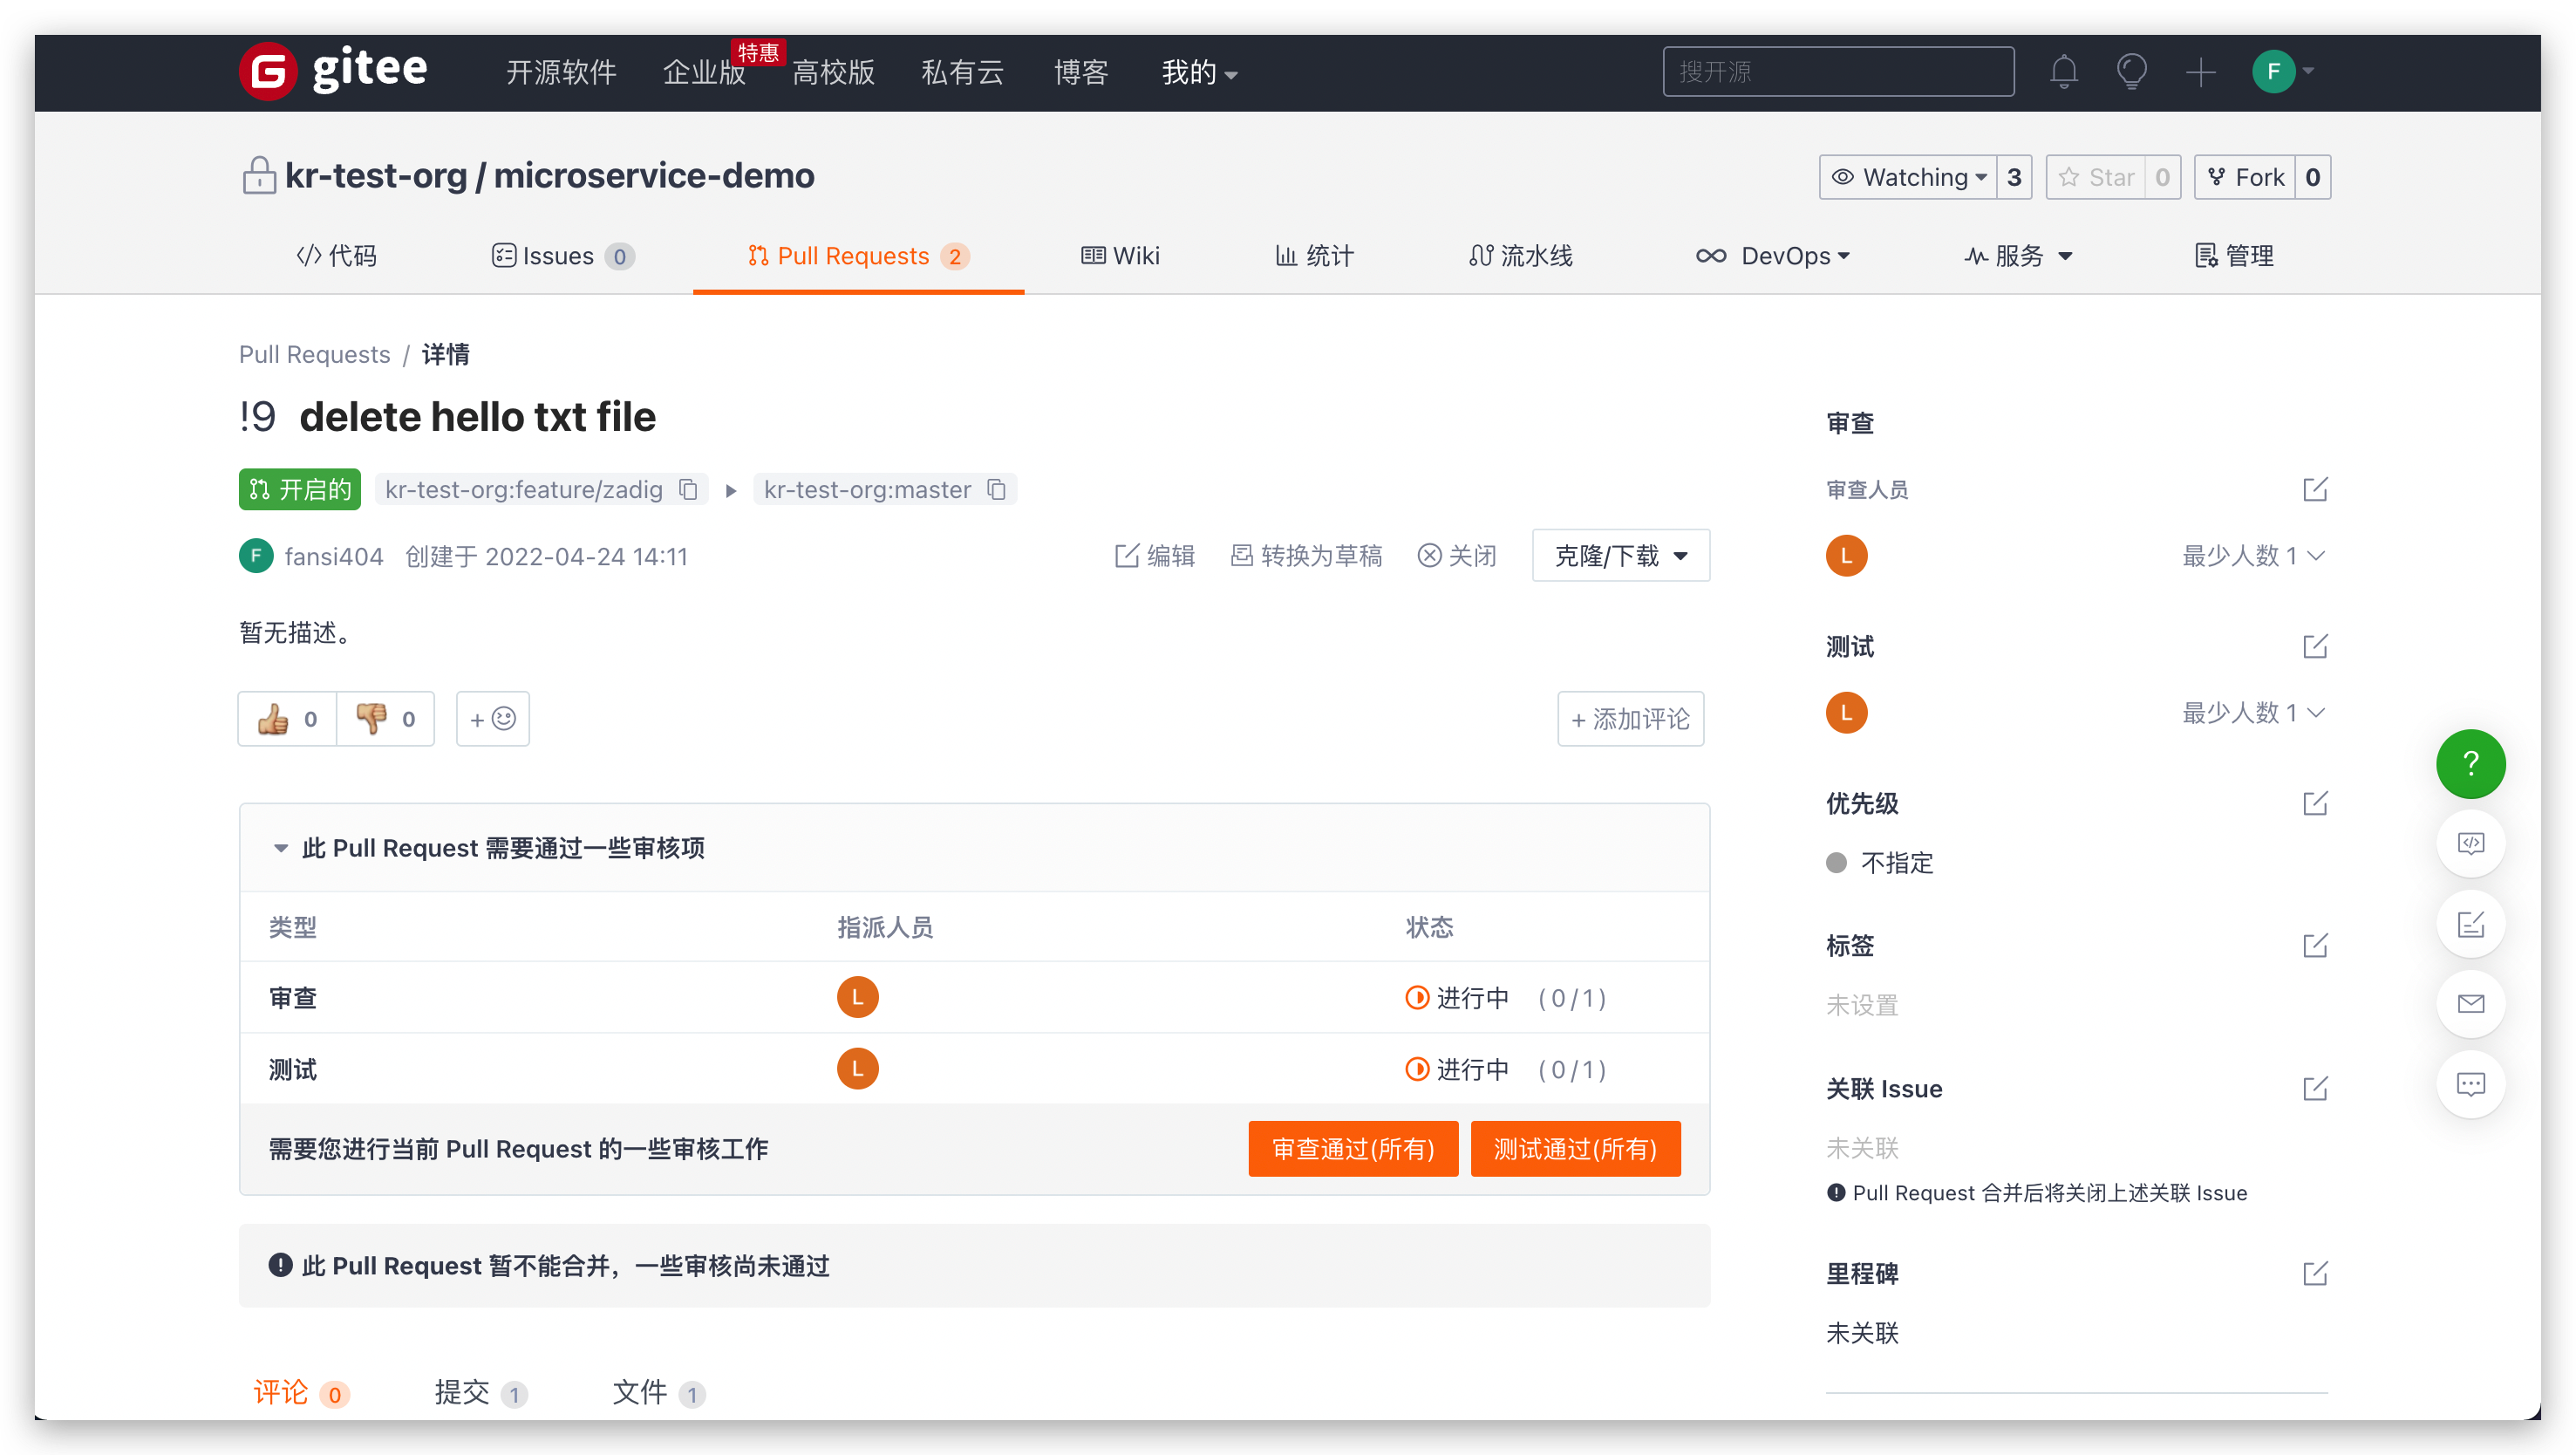 gitee 开源软件 企业版 特惠 高校版 私有云 博客 我的 搜开源 F
kr-test-org / microservice-demo Watching 3 Star 0 Fork 0
代码 Issues 0 Pull Requests 2 Wiki 统计 流水线 DevOps 服务 管理
Pull Requests / 详情
!9 delete hello txt file
开启的 kr-test-org:feature/zadig kr-test-org:master
F fansi404 创建于 2022-04-24 14:11 编辑 转换为草稿 关闭 克隆/下载
暂无描述。
0 0 + + 添加评论
此 Pull Request 需要通过一些审核项
类型 指派人员 状态
审查 L 进行中 (0/1)
测试 L 进行中 (0/1)
需要您进行当前 Pull Request 的一些审核工作 审查通过(所有) 测试通过(所有)
此 Pull Request 暂不能合并，一些审核尚未通过
评论 0 提交 1 文件 1
审查
审查人员
L 最少人数 1
测试
L 最少人数 1
优先级
不指定
标签
未设置
关联 Issue
未关联
Pull Request 合并后将关闭上述关联 Issue
里程碑
未关联
?